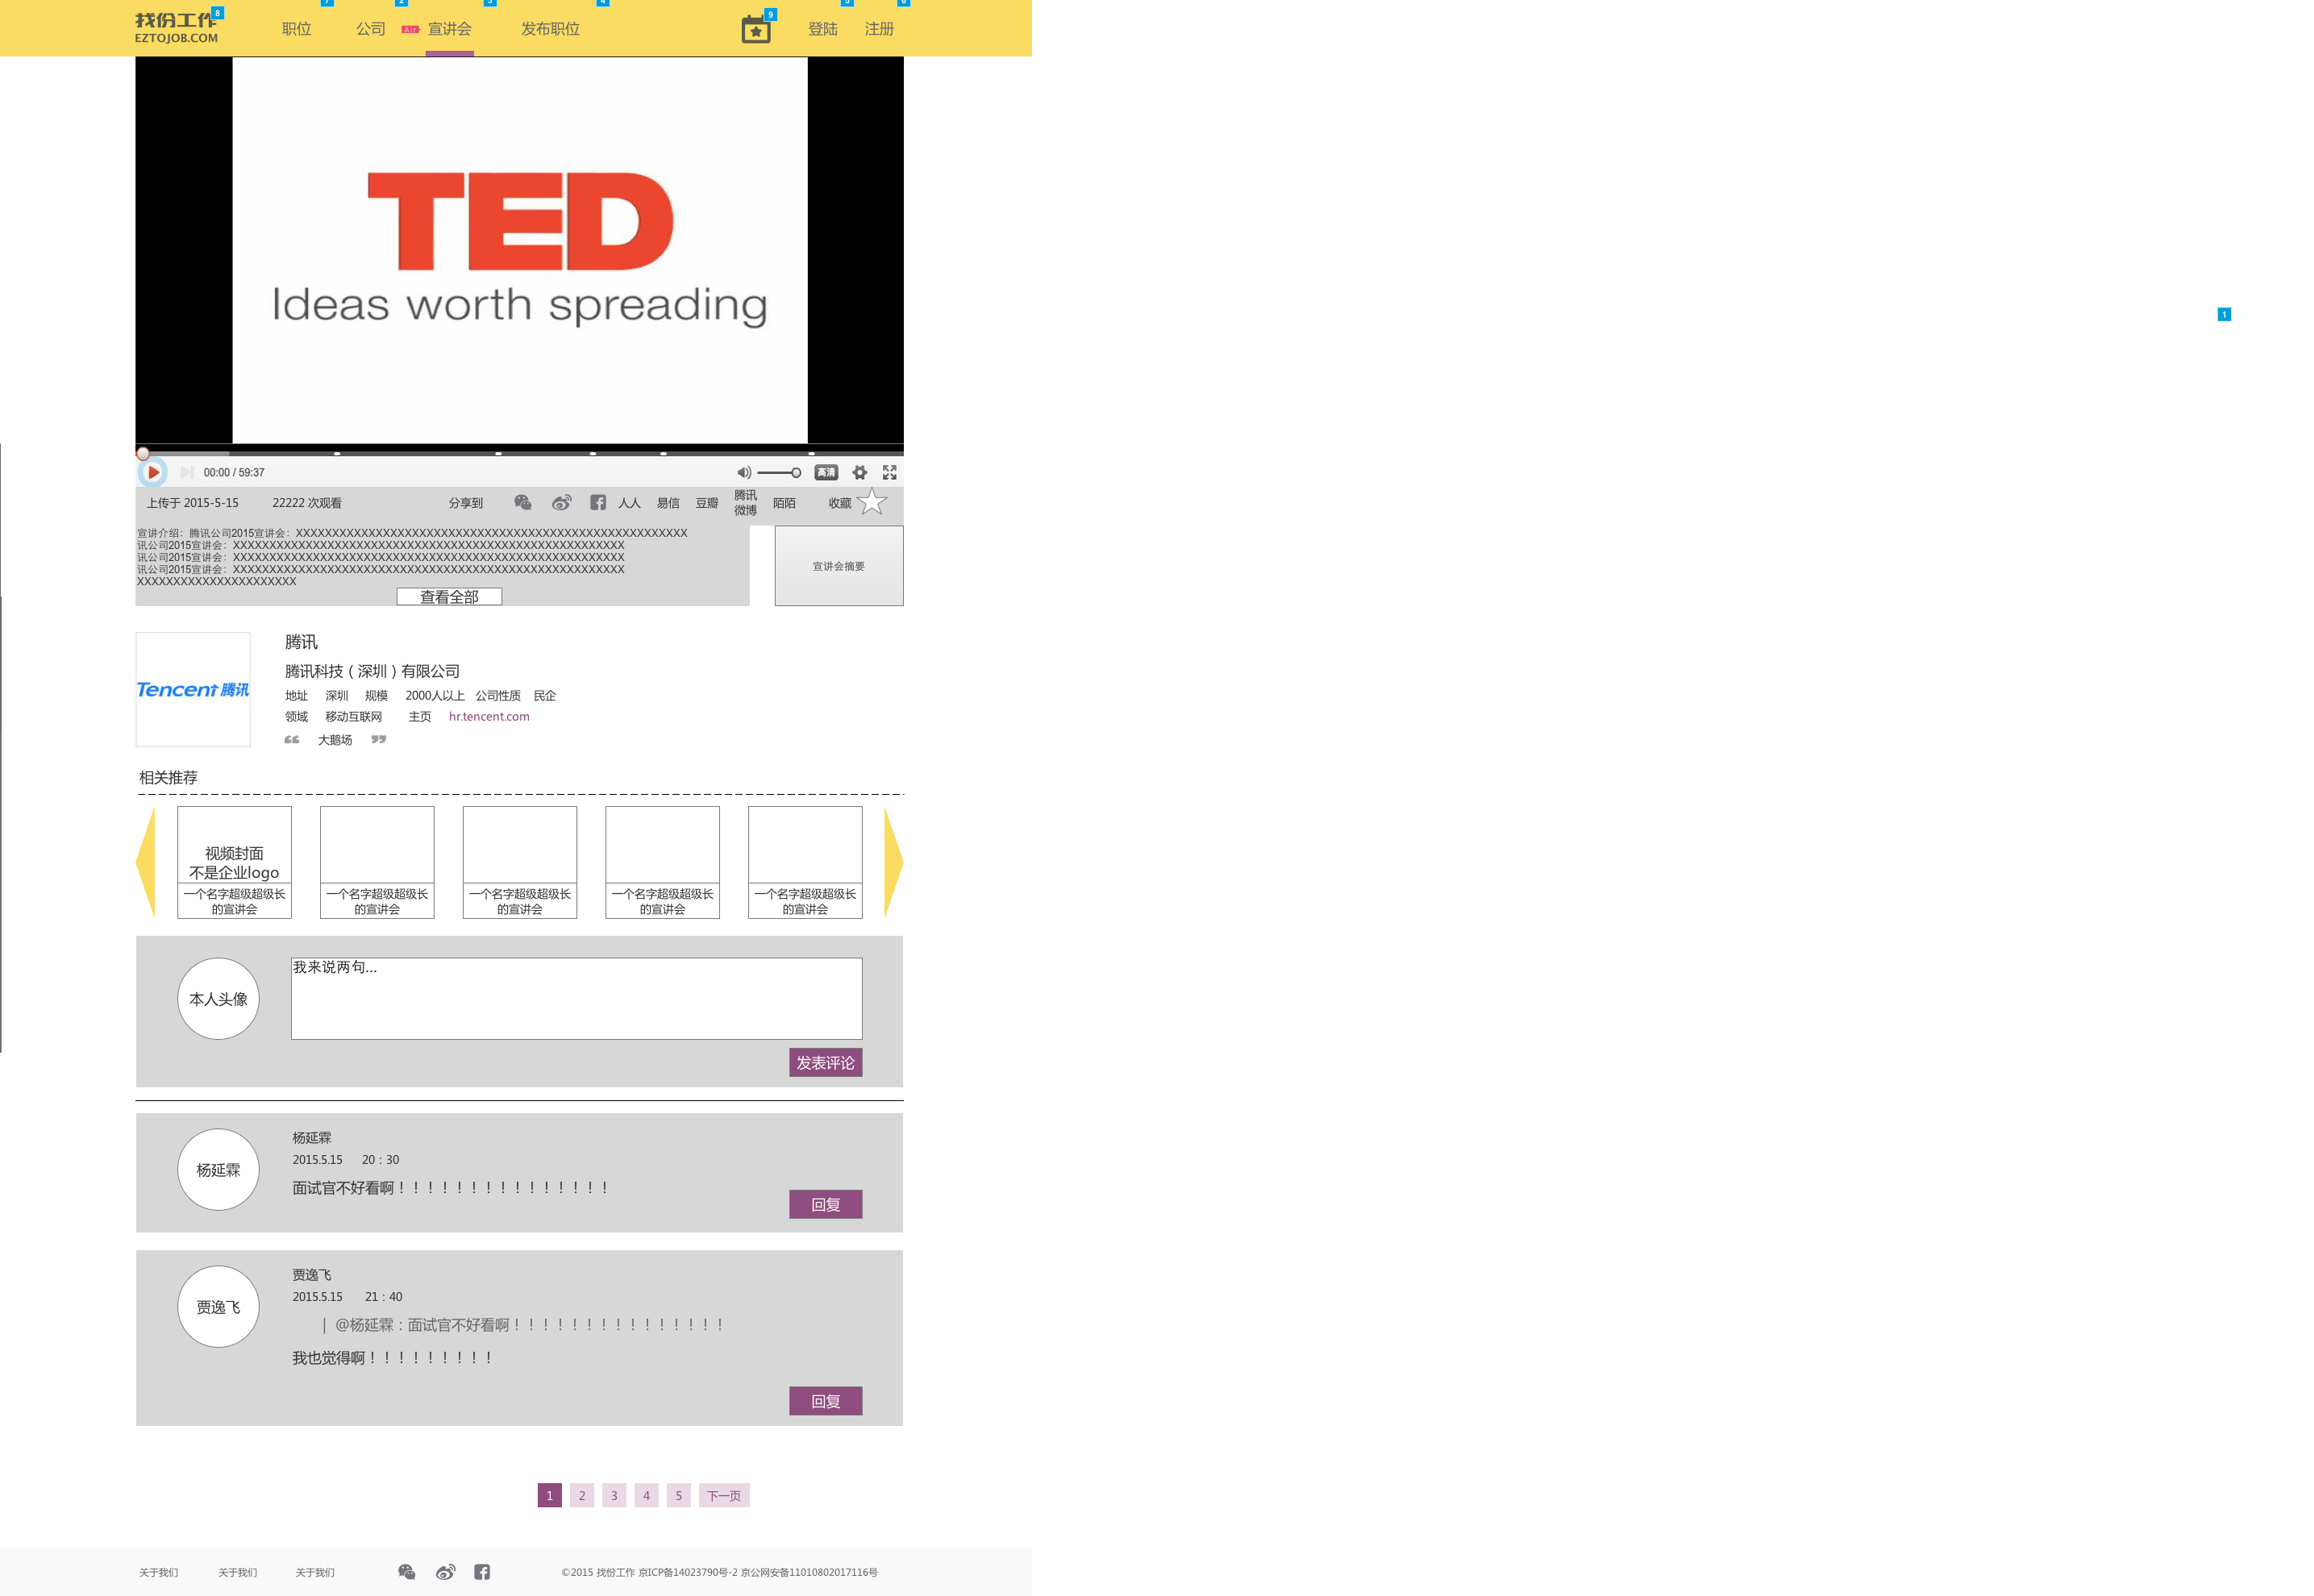 找份工作 8
EZTOJOB.COM
职位 7
公司 2
Air 宣讲会 3
发布职位 4
9
登陆 5
注册 6
TED
Ideas worth spreading
1
00:00 / 59:37
高清
上传于 2015-5-15 22222 次观看 分享到 人人 易信 豆瓣 腾讯微博 陌陌 收藏
宣讲介绍：腾讯公司2015宣讲会：XXXXXXXXXXXXXXXXXXXXXXXXXXXXXXXXXXXXXXXXXXXXXXXXXXXXXX
讯公司2015宣讲会：XXXXXXXXXXXXXXXXXXXXXXXXXXXXXXXXXXXXXXXXXXXXXXXXXXXXXX
讯公司2015宣讲会：XXXXXXXXXXXXXXXXXXXXXXXXXXXXXXXXXXXXXXXXXXXXXXXXXXXXXX
讯公司2015宣讲会：XXXXXXXXXXXXXXXXXXXXXXXXXXXXXXXXXXXXXXXXXXXXXXXXXXXXXX
XXXXXXXXXXXXXXXXXXXXXX
查看全部
宣讲会摘要
Tencent 腾讯
腾讯
腾讯科技（深圳）有限公司
地址 深圳 规模 2000人以上 公司性质 民企
领域 移动互联网 主页 hr.tencent.com
大鹅场
相关推荐
视频封面
不是企业logo
一个名字超级超级长
的宣讲会
一个名字超级超级长
的宣讲会
一个名字超级超级长
的宣讲会
一个名字超级超级长
的宣讲会
一个名字超级超级长
的宣讲会
本人头像
我来说两句...
发表评论
杨延霖
杨延霖
2015.5.15 20：30
面试官不好看啊！！！！！！！！！！！！！！！
回复
贾逸飞
贾逸飞
2015.5.15 21：40
| @杨延霖：面试官不好看啊！！！！！！！！！！！！！！！
我也觉得啊！！！！！！！！！
回复
1 2 3 4 5 下一页
关于我们 关于我们 关于我们
©2015 找份工作 京ICP备14023790号-2 京公网安备11010802017116号